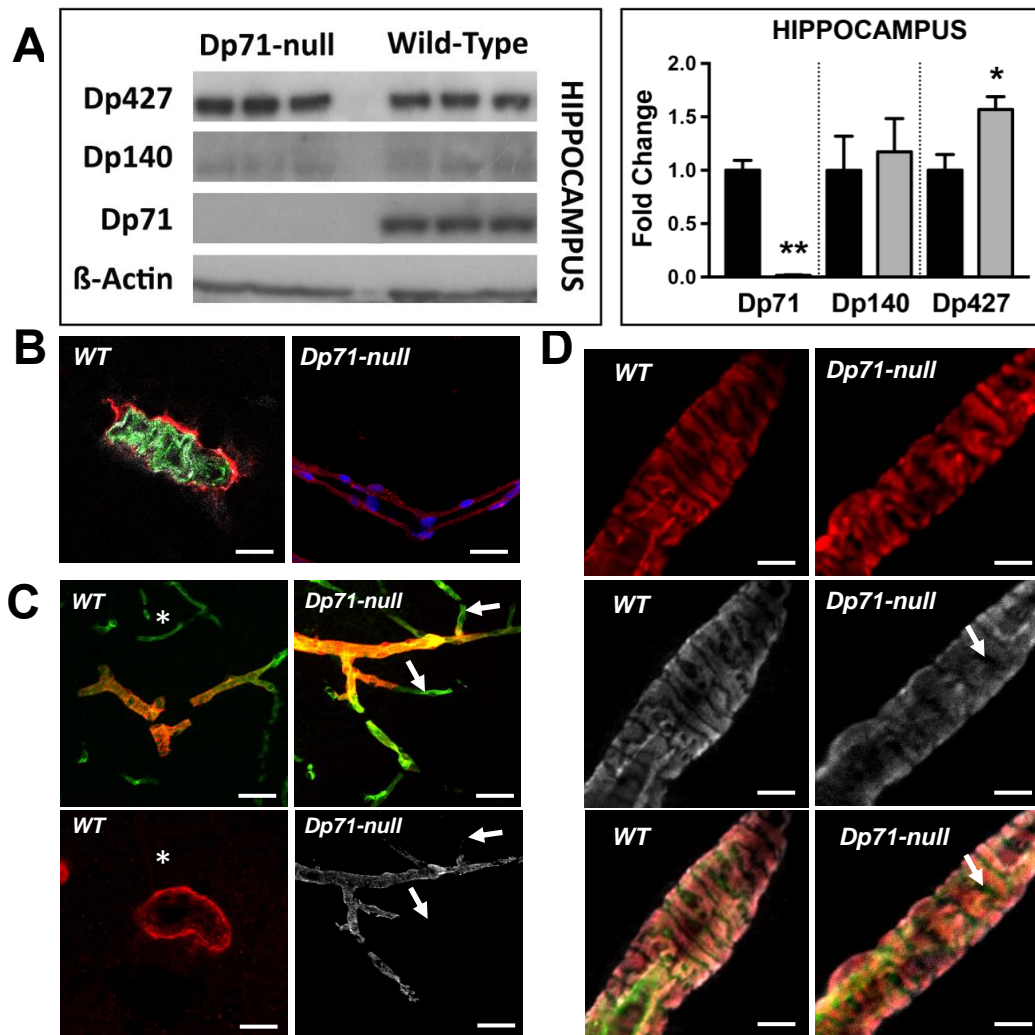 A
Dp71-null Wild-Type
Dp427
Dp140
Dp71
ß-Actin
HIPPOCAMPUS
HIPPOCAMPUS
Fold Change
2.0
1.5
1.0
0.5
0.0
*
**
Dp71 Dp140 Dp427
B
WT
Dp71-null
C
WT
*
Dp71-null
WT
*
Dp71-null
D
WT
Dp71-null
WT
Dp71-null
WT
Dp71-null